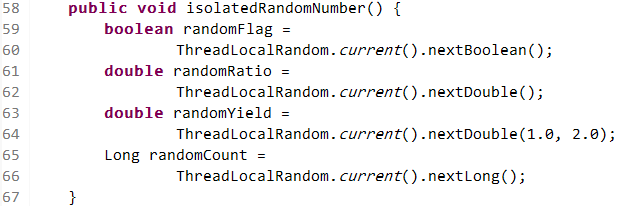 58 public void isolatedRandomNumber() {
59 boolean randomFlag =
60 ThreadLocalRandom.current().nextBoolean();
61 double randomRatio =
62 ThreadLocalRandom.current().nextDouble();
63 double randomYield =
64 ThreadLocalRandom.current().nextDouble(1.0, 2.0);
65 Long randomCount =
66 ThreadLocalRandom.current().nextLong();
67 }